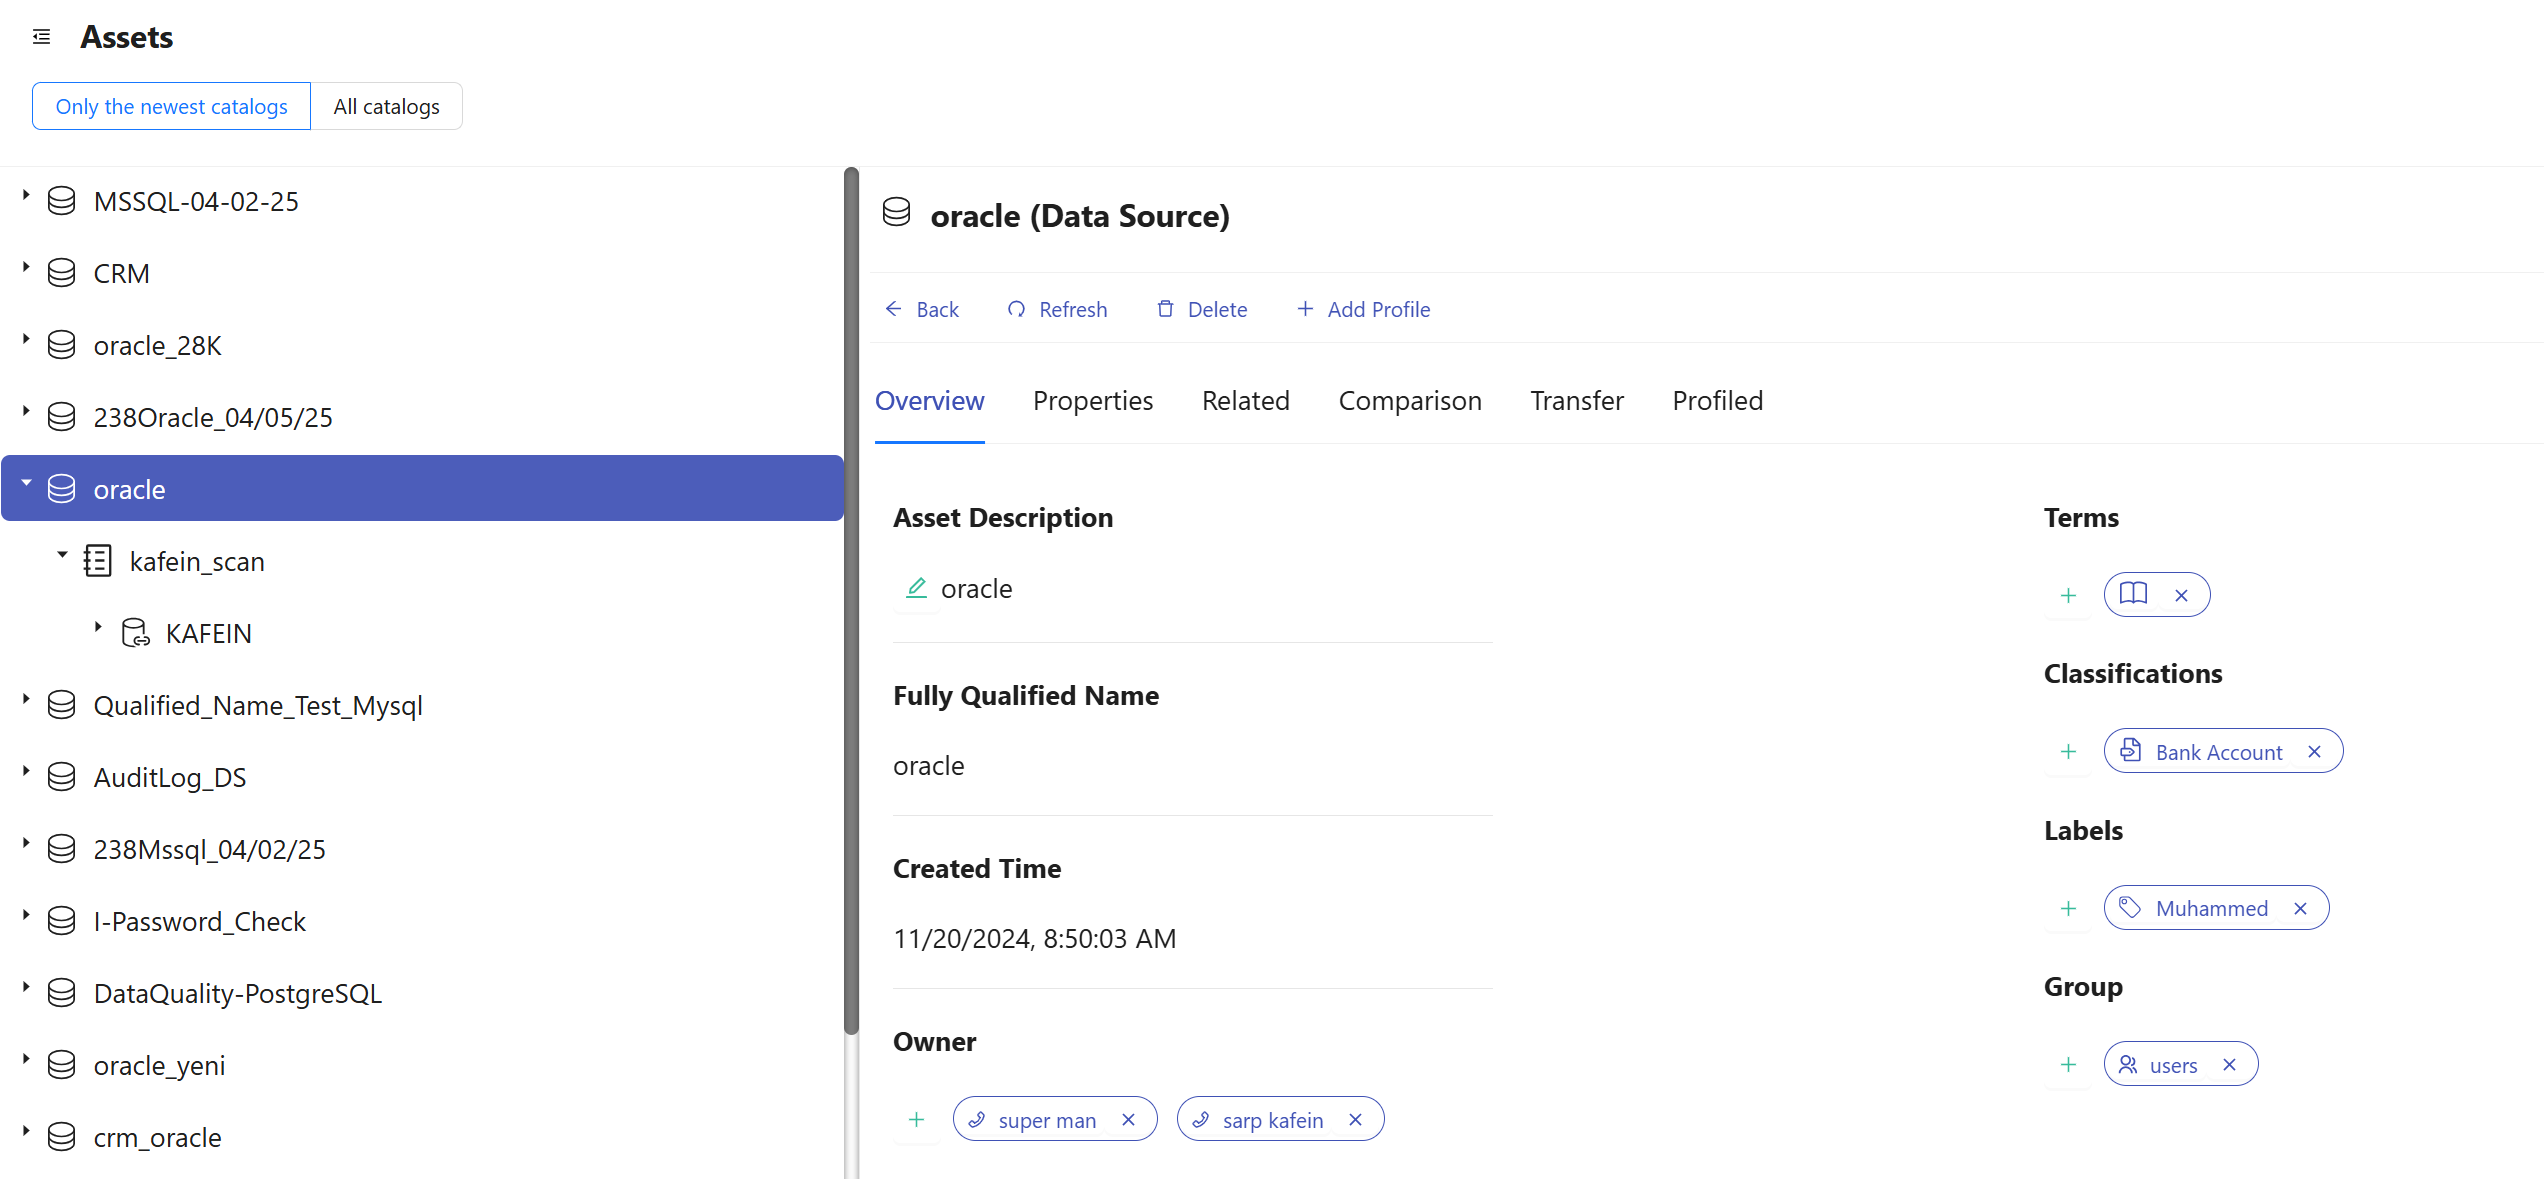 Assets
Only the newest catalogs
All catalogs
MSSQL-04-02-25
CRM
oracle_28K
238Oracle_04/05/25
oracle
kafein_scan
KAFEIN
Qualified_Name_Test_Mysql
AuditLog_DS
238Mssql_04/02/25
I-Password_Check
DataQuality-PostgreSQL
oracle_yeni
crm_oracle
oracle (Data Source)
Back Refresh Delete Add Profile
Overview Properties Related Comparison Transfer Profiled
Asset Description
oracle
Fully Qualified Name
oracle
Created Time
11/20/2024, 8:50:03 AM
Owner
super man
sarp kafein
Terms
Classifications
Bank Account
Labels
Muhammed
Group
users